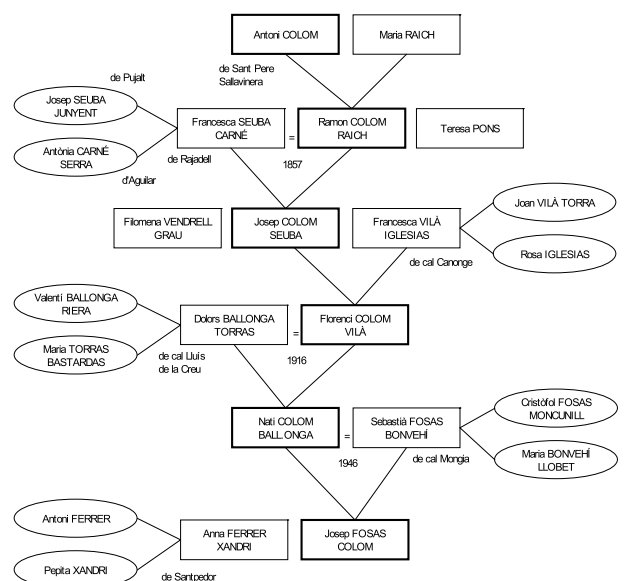 Antoni COLOM
Maria RAICH
de Sant Pere
Sallavinera
de Pujalt
Josep SEUBA
JUNYENT
Francesca SEUBA
CARNÉ
=
Ramon COLOM
RAICH
Teresa PONS
Antònia CARNÉ
SERRA
de Rajadell
1857
d'Aguilar
Joan VILÀ TORRA
Filomena VENDRELL
GRAU
Josep COLOM
SEUBA
Francesca VILÀ
IGLESIAS
Rosa IGLESIAS
de cal Canonge
Valentí BALLONGA
RIERA
Dolors BALLONGA
TORRAS
=
Florenci COLOM
VILÀ
Maria TORRAS
BASTARDAS
de cal Lluís
de la Creu
1916
Cristòfol FOSAS
MONCUNILL
Nati COLOM
BALLONGA
=
Sebastià FOSAS
BONVEHÍ
Maria BONVEHÍ
LLOBET
1946
de cal Mongia
Antoni FERRER
Anna FERRER
XANDRI
Josep FOSAS
COLOM
Pepita XANDRI
de Santpedor